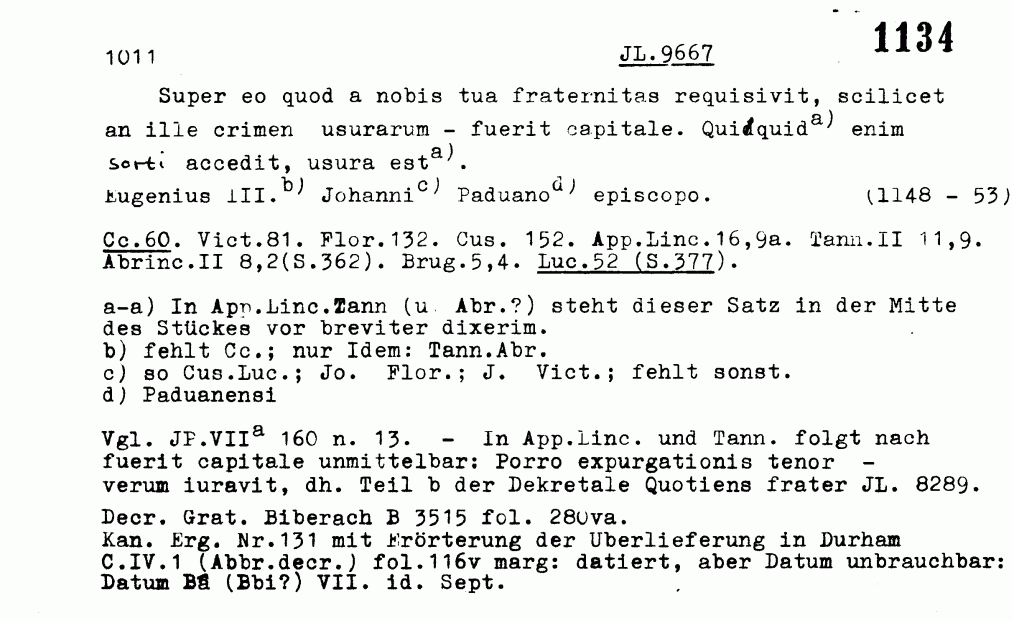 1134
1011 JL.9667
Super eo quod a nobis tua fraternitas requisivit, scilicet
an ille crimen usurarum - fuerit capitale. Quidquid a) enim
sorti accedit, usura est a).
Eugenius III. b) Johanni c) Paduano d) episcopo. (1148 - 53)
Cc.60. Vict.81. Flor.132. Cus. 152. App.Linc.16,9a. Tann.II 11,9.
Abrinc.II 8,2(S.362). Brug.5,4. Luc.52 (S.377).
a-a) In App.Linc.Tann (u. Abr.?) steht dieser Satz in der Mitte
des Stückes vor breviter dixerim.
b) fehlt Cc.; nur Idem: Tann.Abr.
c) so Cus.Luc.; Jo. Flor.; J. Vict.; fehlt sonst.
d) Paduanensi
Vgl. JP.VII a 160 n. 13. - In App.Linc. und Tann. folgt nach
fuerit capitale unmittelbar: Porro expurgationis tenor -
verum iuravit, dh. Teil b der Dekretale Quotiens frater JL. 8289.
Decr. Grat. Biberach B 3515 fol. 280va.
Kan. Erg. Nr.131 mit Erörterung der Uberlieferung in Durham
C.IV.1 (Abbr.decr.) fol.116v marg: datiert, aber Datum unbrauchbar:
Datum Ba (Bbi?) VII. id. Sept.